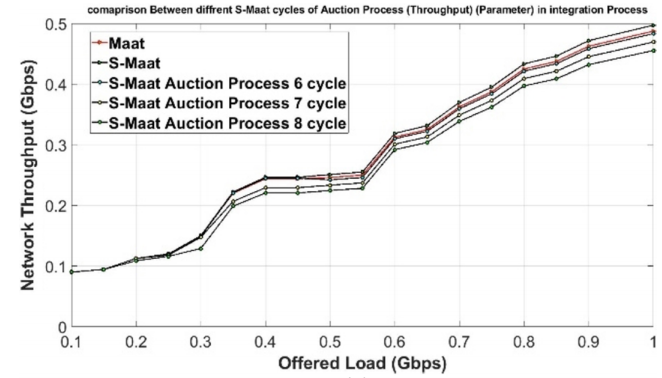 comaprison Between diffrent S-Maat cycles of Auction Process (Throughput) (Parameter) in integration Process
0.5
0.4
0.3
0.2
0.1
0
Network Throughput (Gbps)
Maat
S-Maat
S-Maat Auction Process 6 cycle
S-Maat Auction Process 7 cycle
S-Maat Auction Process 8 cycle
0.1 0.2 0.3 0.4 0.5 0.6 0.7 0.8 0.9 1
Offered Load (Gbps)